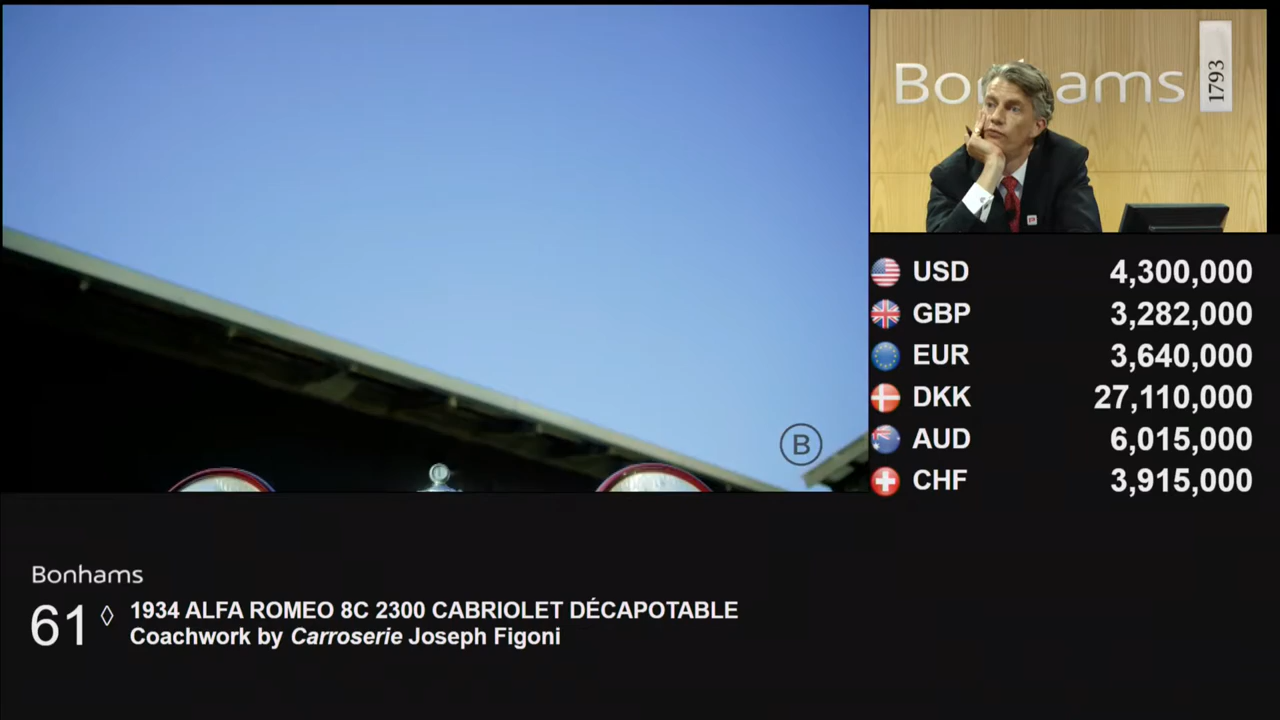 Bonhams
1793
USD 4,300,000
GBP 3,282,000
EUR 3,640,000
DKK 27,110,000
AUD 6,015,000
CHF 3,915,000
B
Bonhams
61 ◊ 1934 ALFA ROMEO 8C 2300 CABRIOLET DÉCAPOTABLE
Coachwork by Carroserie Joseph Figoni